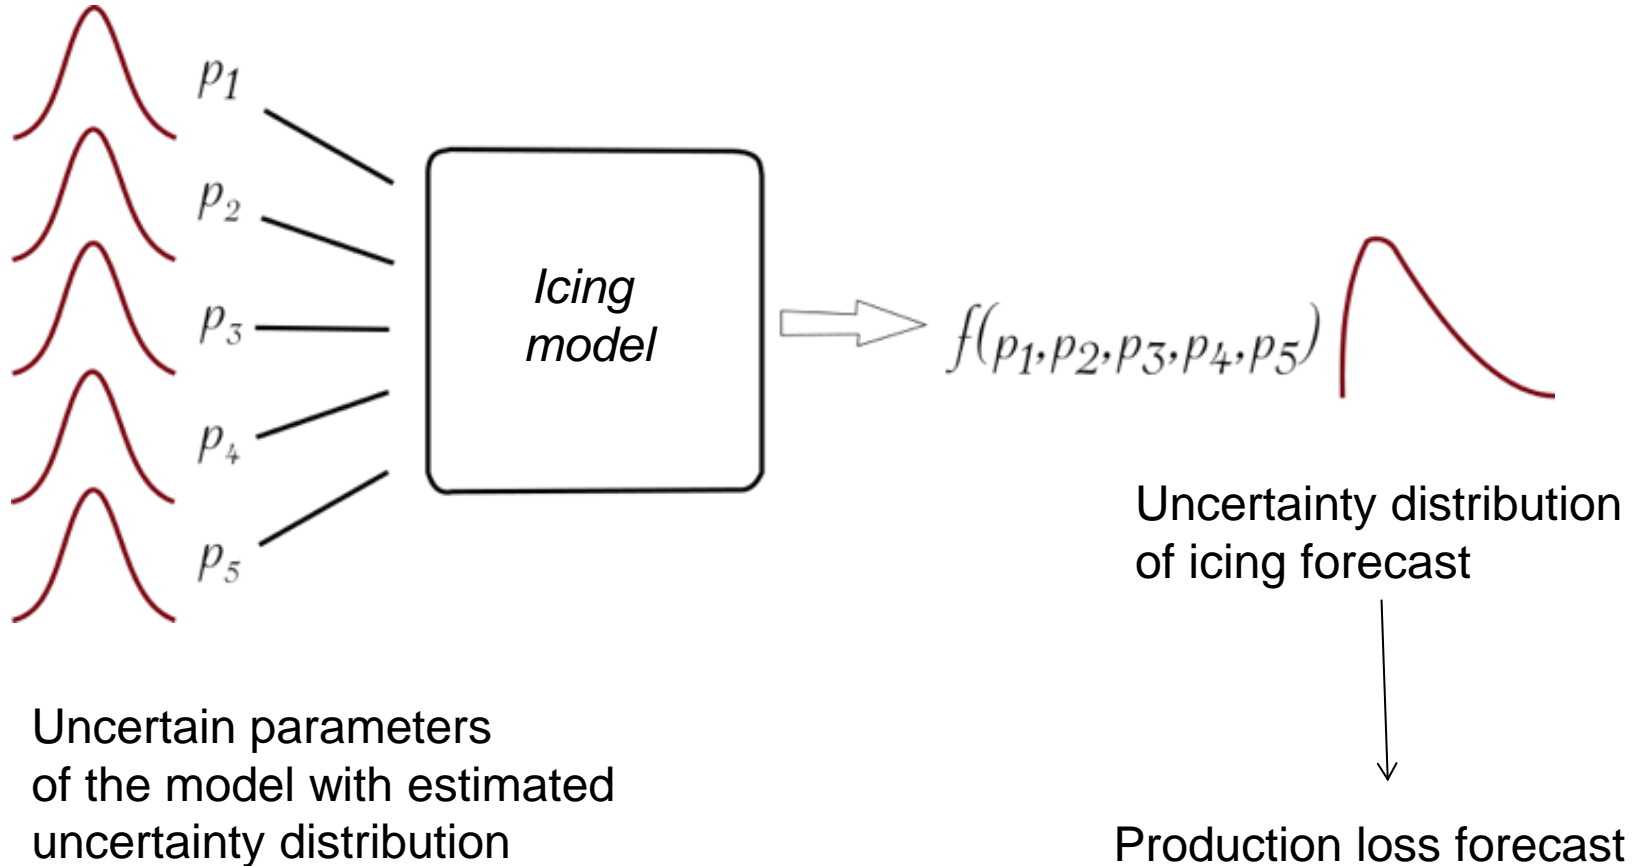 p1
p2
p3
p4
p5
Icing
model
f(p1,p2,p3,p4,p5)
Uncertainty distribution
of icing forecast
Uncertain parameters
of the model with estimated
uncertainty distribution
Production loss forecast